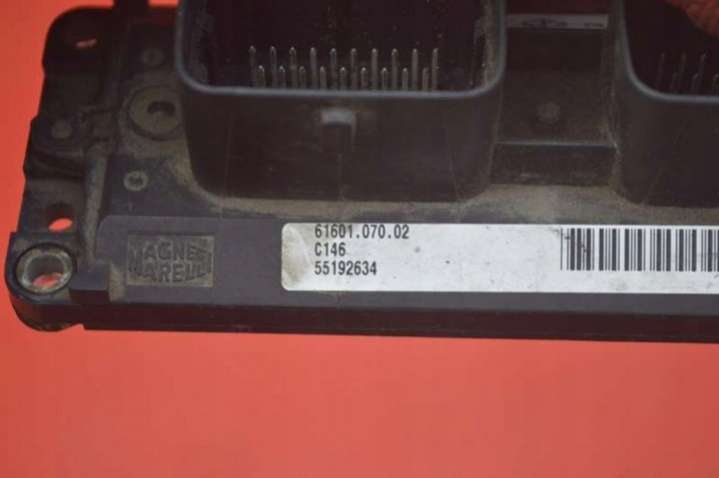 61601.070.02
C146
55192634
MAGNETI
MARELLI